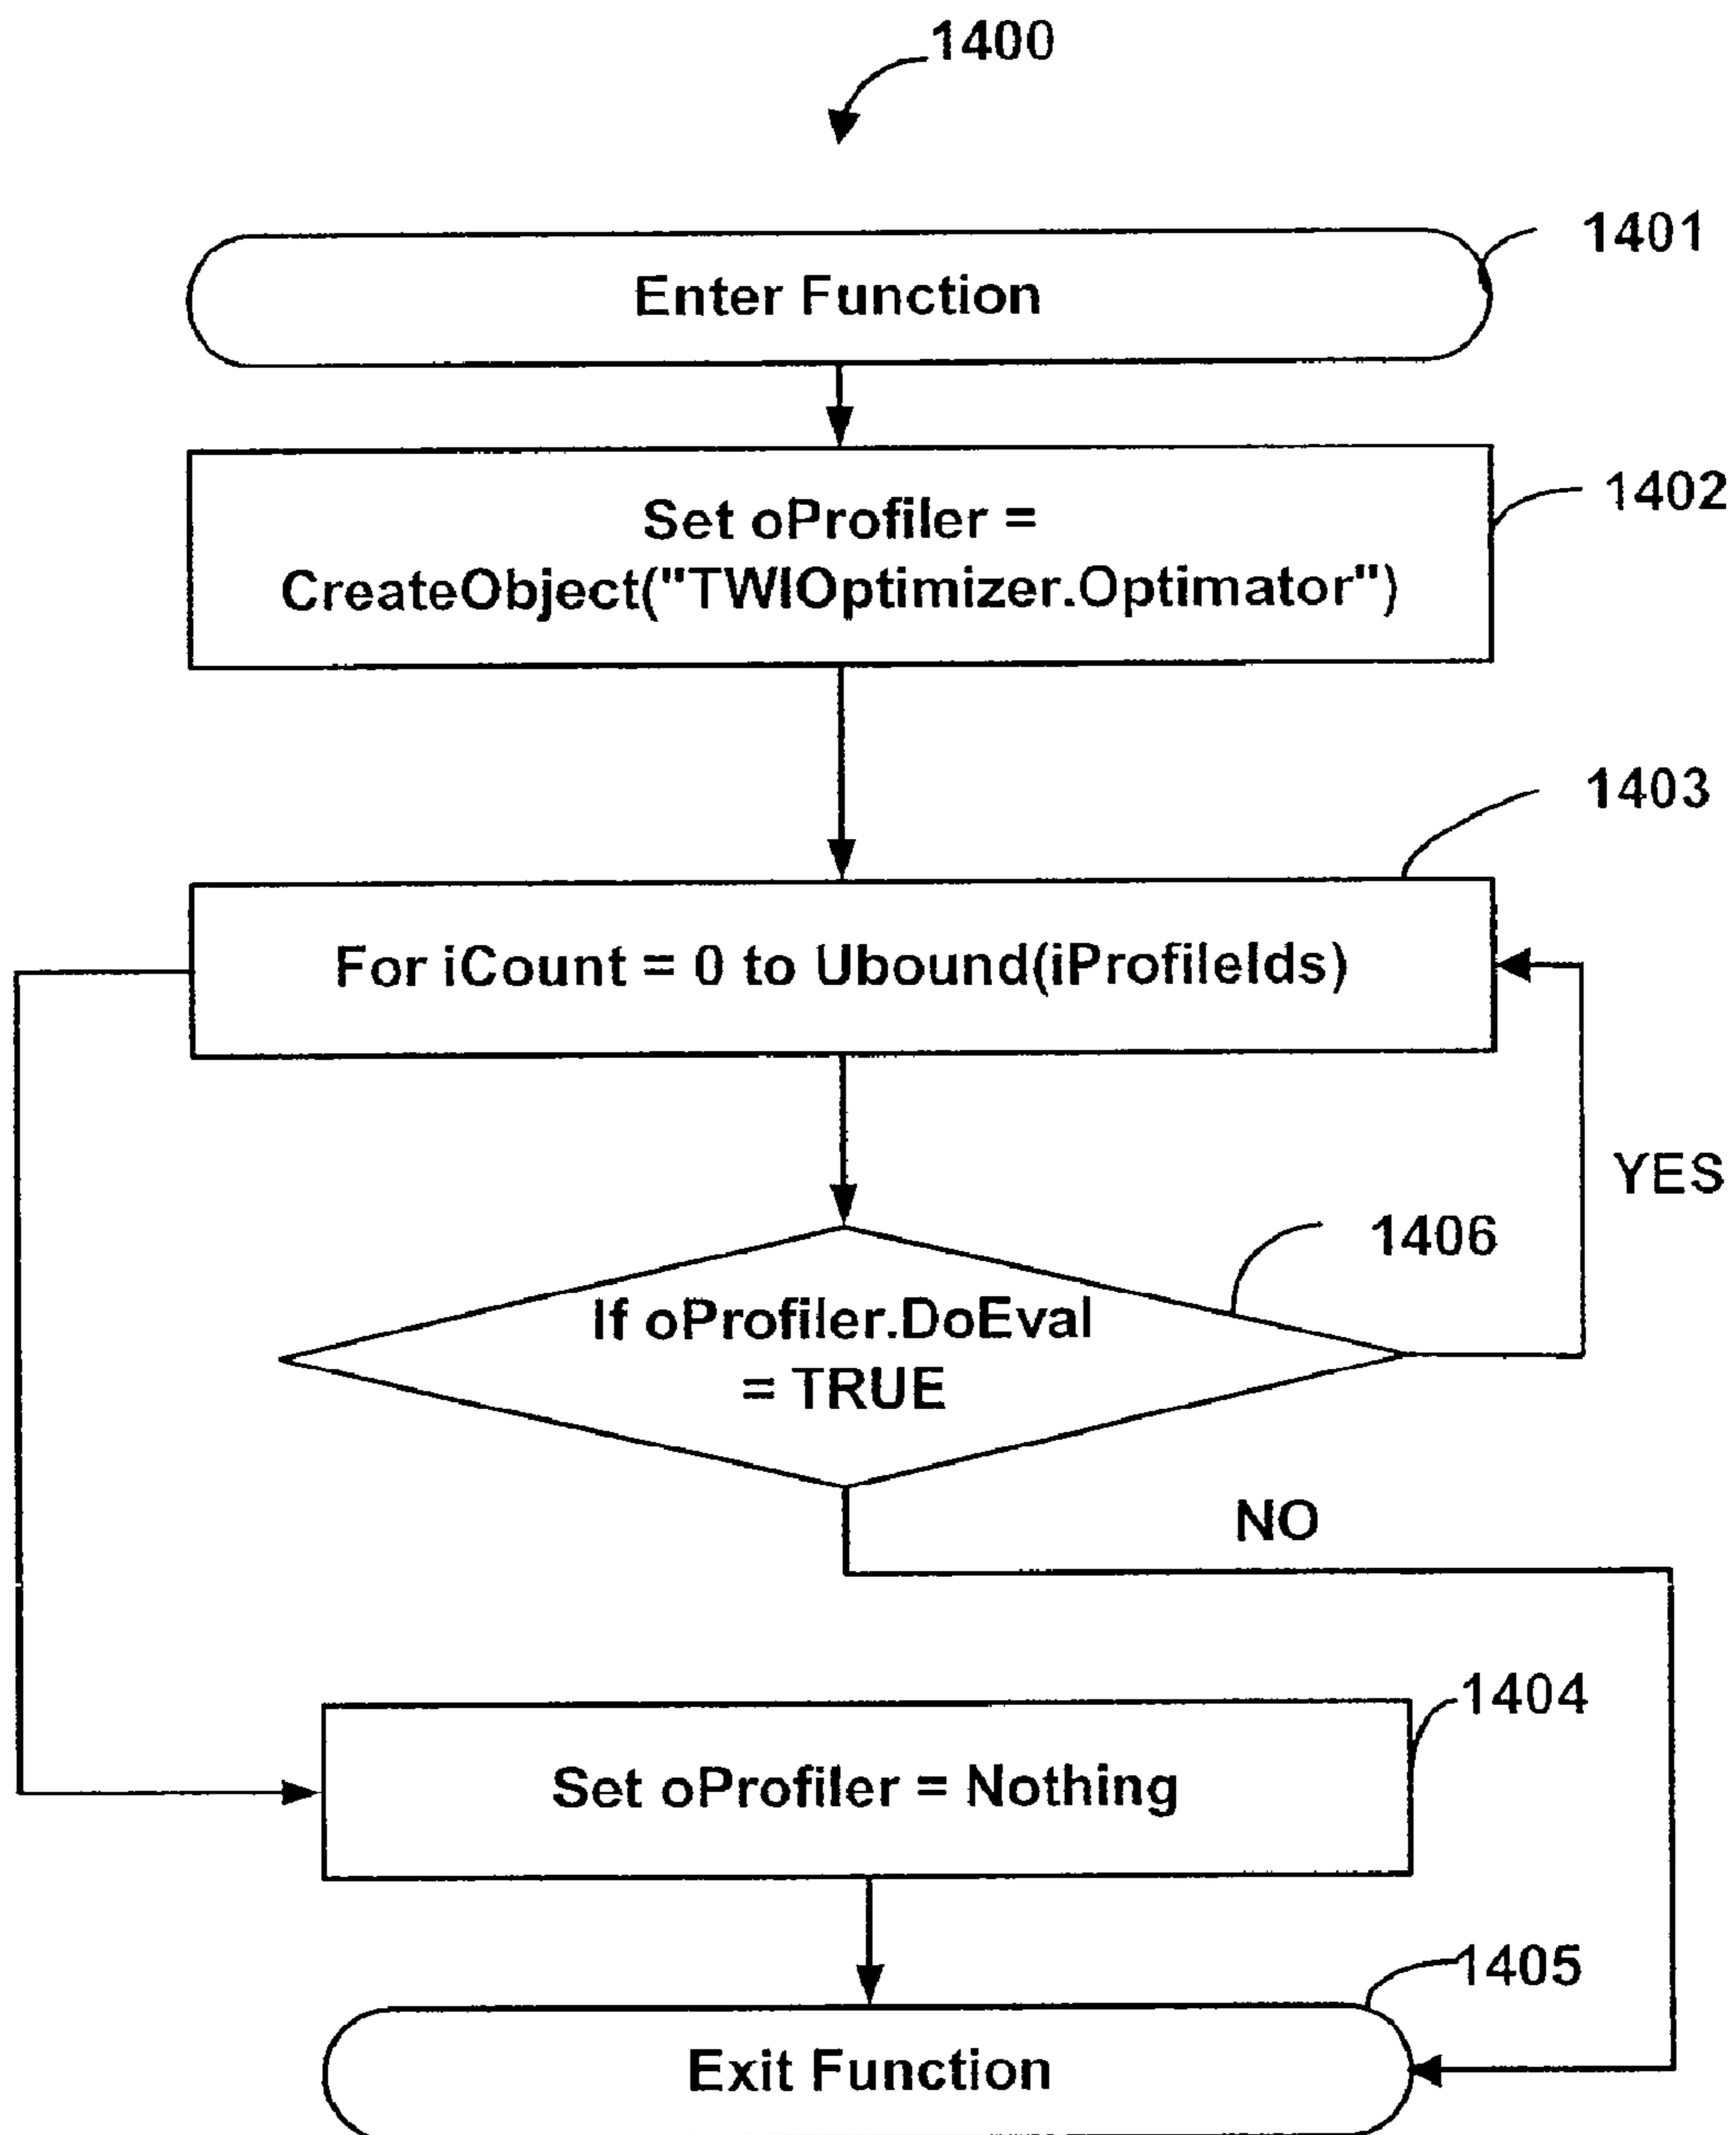 1400
1401
Enter Function
1402
Set oProfiler =
CreateObject("TWIOptimizer.Optimator")
1403
For iCount = 0 to Ubound(iProfileIds)
YES
1406
If oProfiler.DoEval
= TRUE
NO
1404
Set oProfiler = Nothing
1405
Exit Function